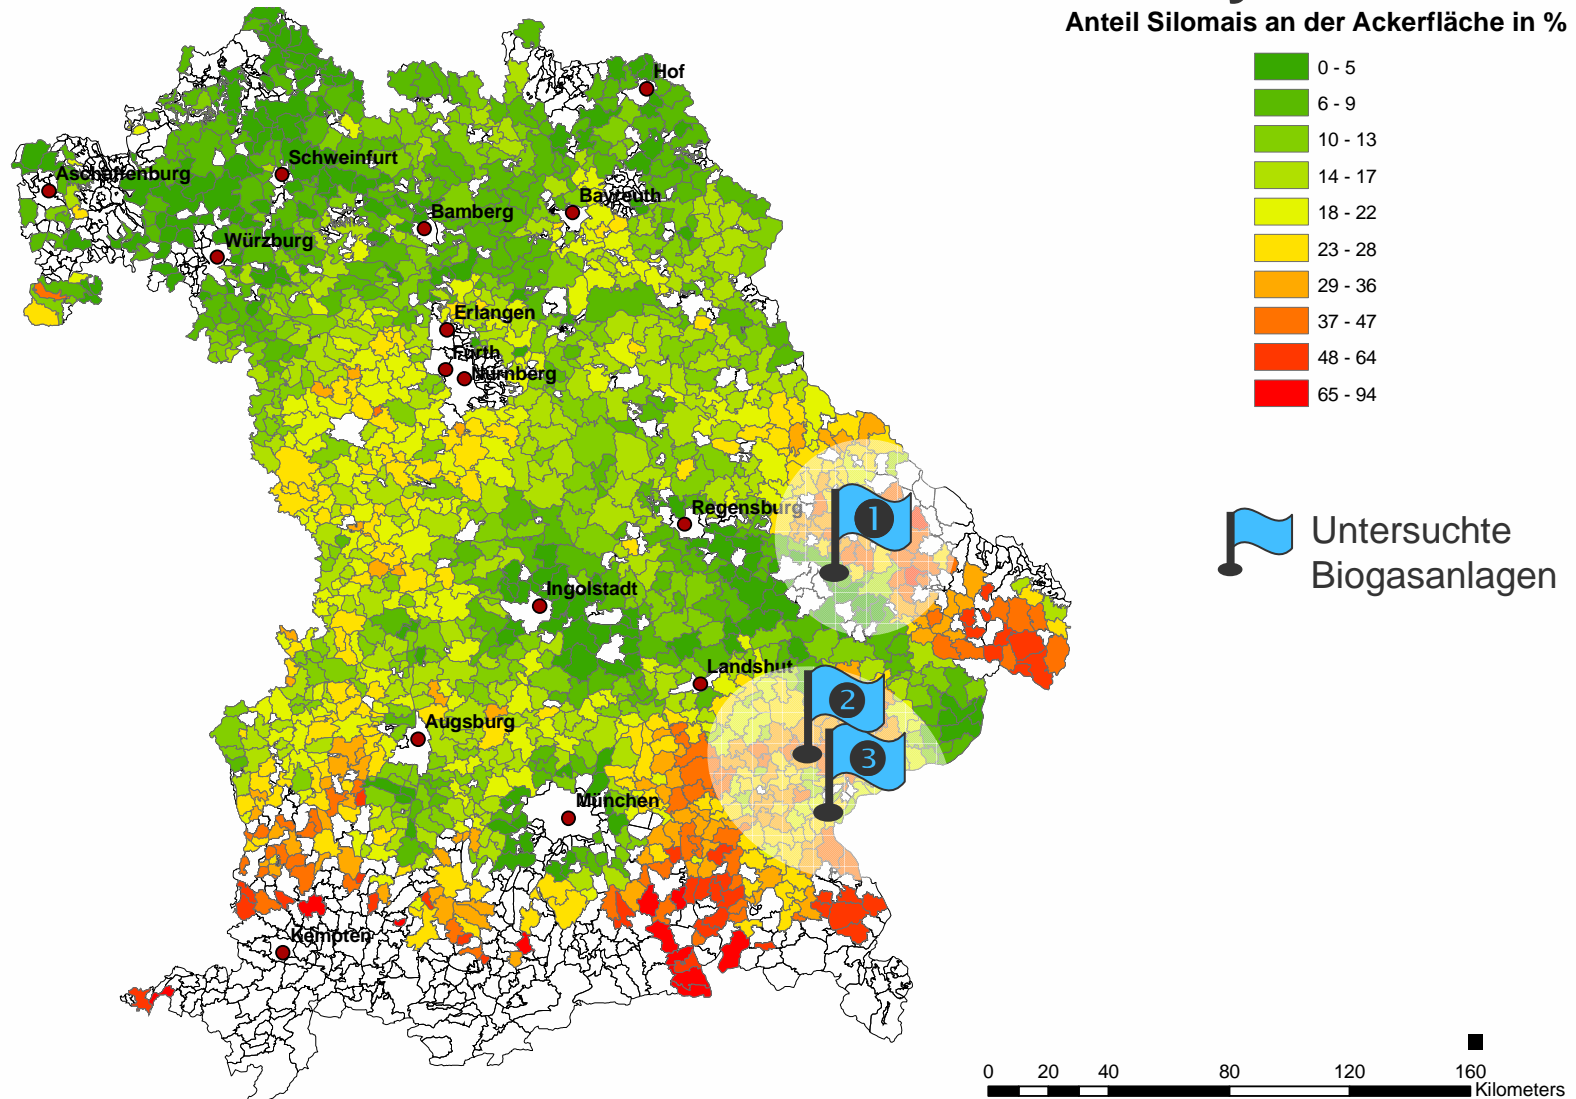 Anteil Silomais an der Ackerfläche in %
0 - 5
6 - 9
10 - 13
14 - 17
18 - 22
23 - 28
29 - 36
37 - 47
48 - 64
65 - 94
Hof
Schweinfurt
Aschaffenburg
Bayreuth
Bamberg
Würzburg
Erlangen
Fürth
Nürnberg
Regensburg
1
Untersuchte
Biogasanlagen
Ingolstadt
Landshut
2
Augsburg
3
München
Kempten
0 20 40 80 120 160
Kilometers